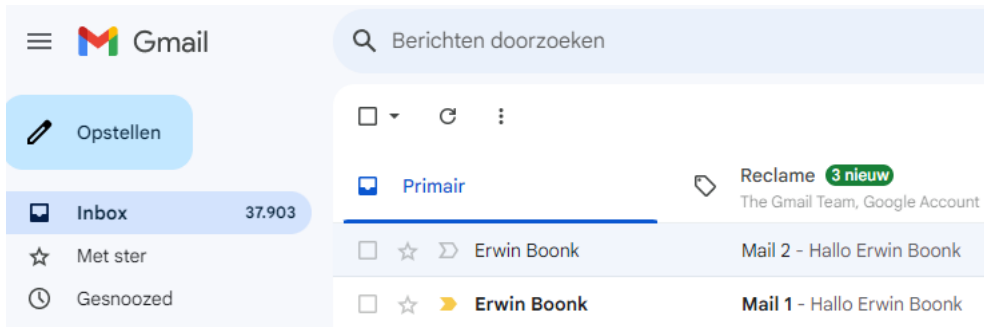 Gmail
Berichten doorzoeken
Opstellen
Inbox 37.903
Met ster
Gesnoozed
Primair
Reclame 3 nieuw
The Gmail Team, Google Account
Erwin Boonk Mail 2 - Hallo Erwin Boonk
Erwin Boonk Mail 1 - Hallo Erwin Boonk